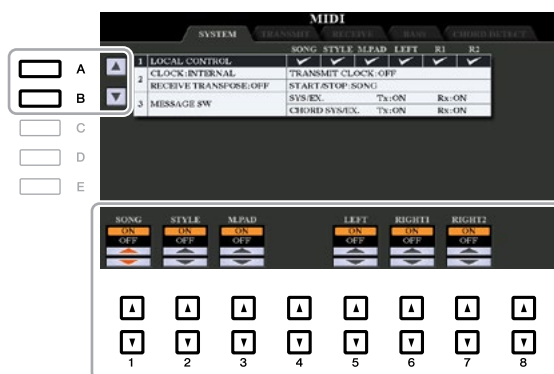 MIDI
SYSTEM TRANSMIT RECEIVE BASS CHORD DETECT
SONG STYLE M.PAD LEFT R1 R2
A
1 LOCAL CONTROL
2 CLOCK:INTERNAL TRANSMIT CLOCK:OFF
B
RECEIVE TRANSPOSE:OFF START/STOP:SONG
3 MESSAGE SW SYS/EX. Tx:ON Rx:ON
CHORD SYS/EX. Tx:ON Rx:ON
C
D
E
SONG STYLE M.PAD LEFT RIGHT1 RIGHT2
ON ON ON ON ON ON
OFF OFF OFF OFF OFF OFF
1 2 3 4 5 6 7 8